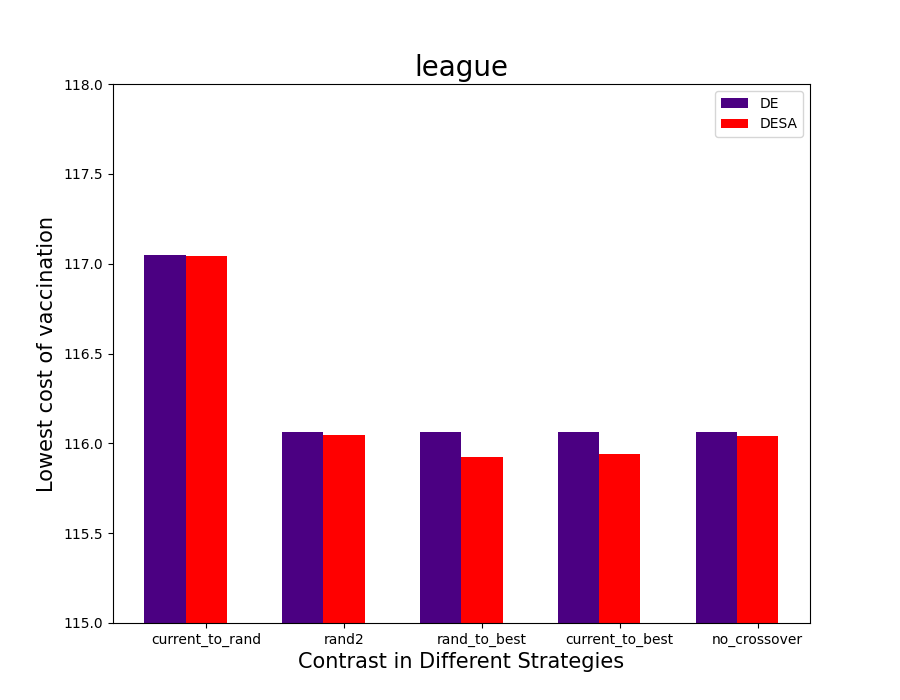 league
118.0
117.5
117.0
116.5
116.0
115.5
115.0
Lowest cost of vaccination
DE
DESA
current_to_rand
rand2
rand_to_best
current_to_best
no_crossover
Contrast in Different Strategies